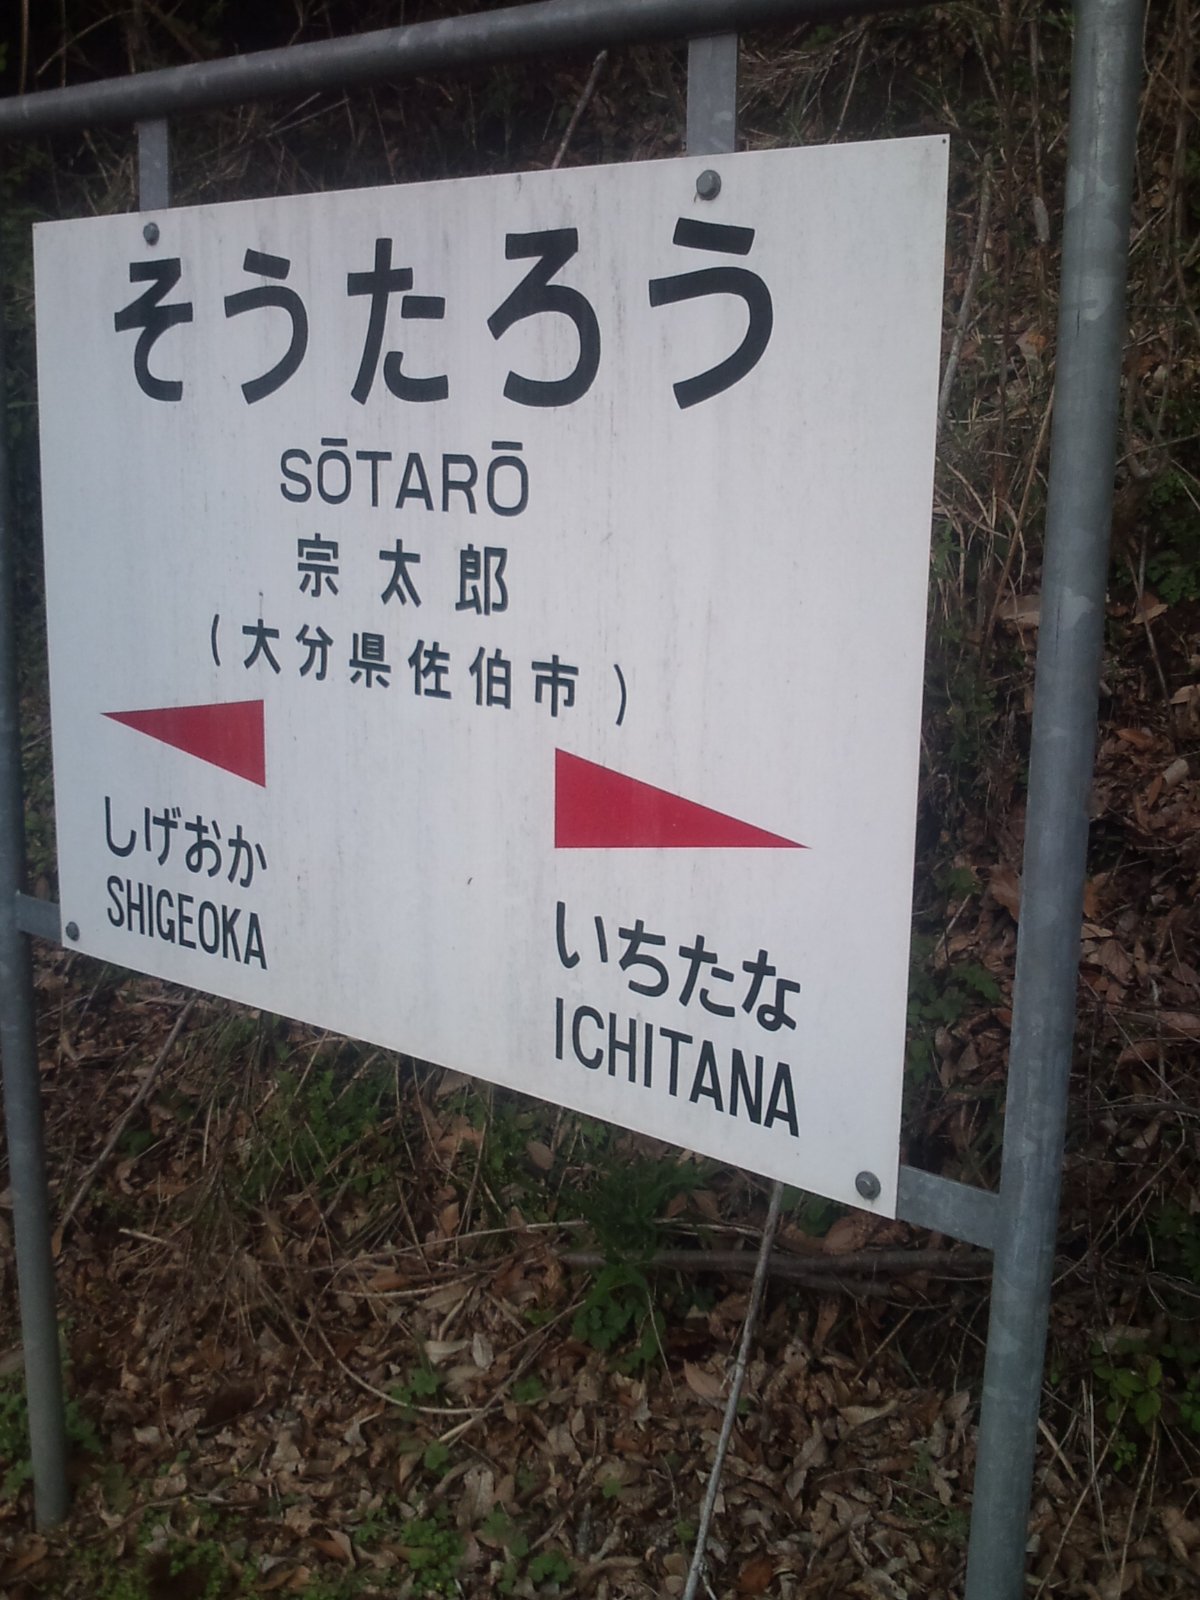 そうたろう
SŌTARŌ
宗太郎
(大分県佐伯市)
しげおか
SHIGEOKA
いちたな
ICHITANA